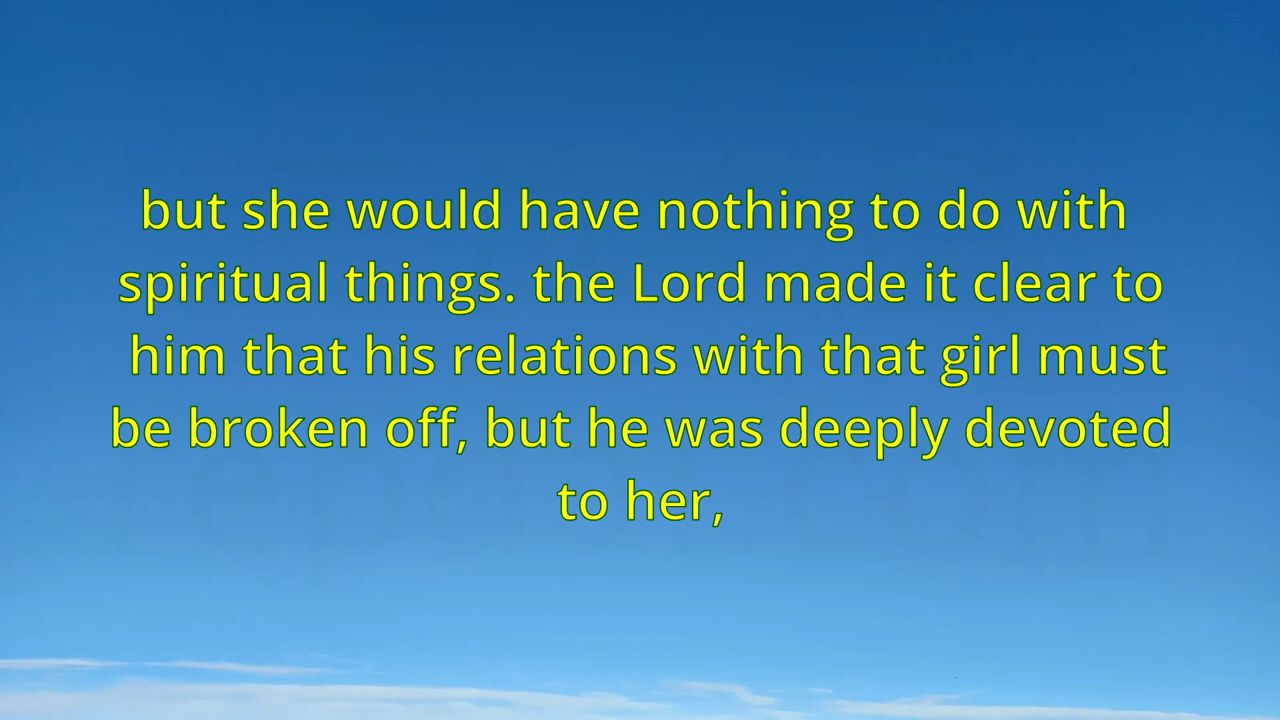 but she would have nothing to do with
spiritual things. the Lord made it clear to
him that his relations with that girl must
be broken off, but he was deeply devoted
to her,